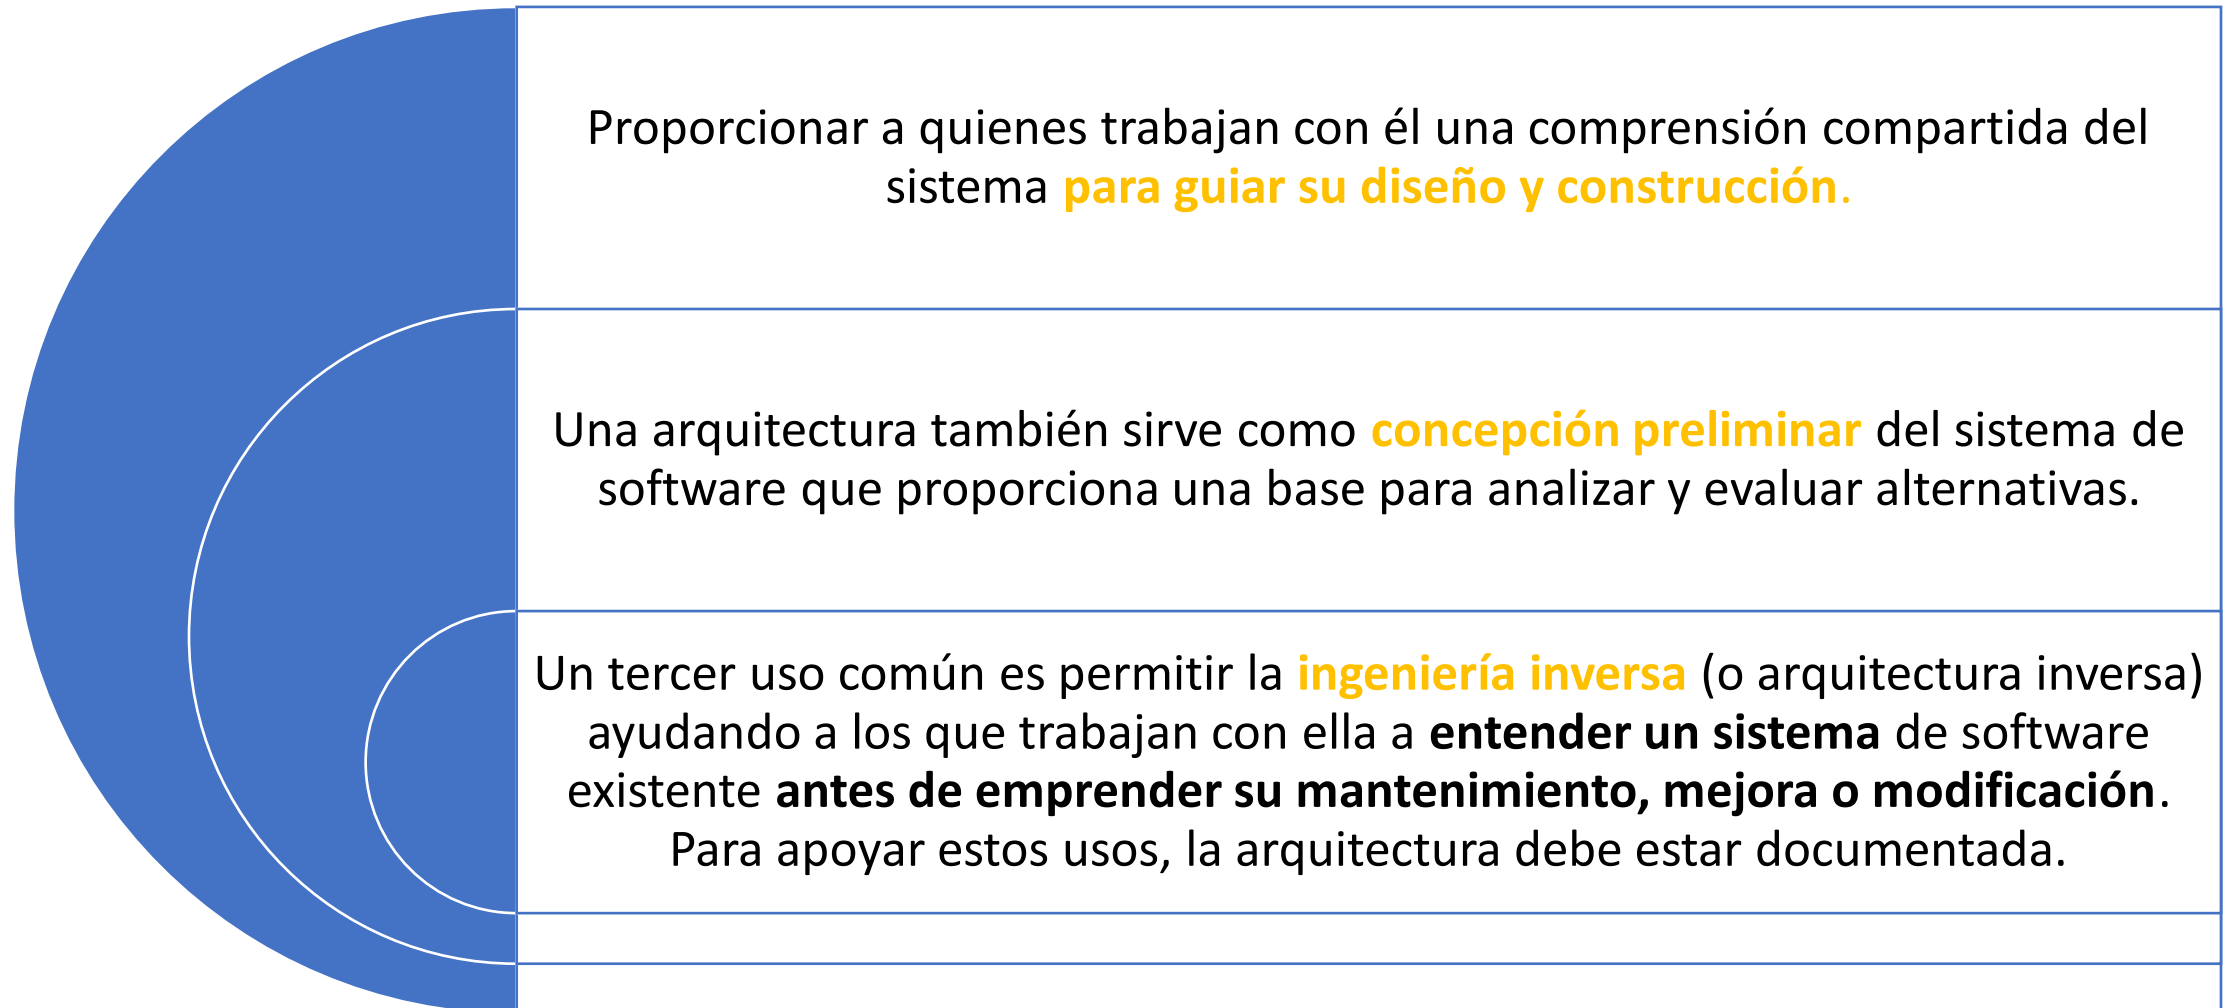 Proporcionar a quienes trabajan con él una comprensión compartida del
sistema para guiar su diseño y construcción.
Una arquitectura también sirve como concepción preliminar del sistema de
software que proporciona una base para analizar y evaluar alternativas.
Un tercer uso común es permitir la ingeniería inversa (o arquitectura inversa)
ayudando a los que trabajan con ella a entender un sistema de software
existente antes de emprender su mantenimiento, mejora o modificación.
Para apoyar estos usos, la arquitectura debe estar documentada.